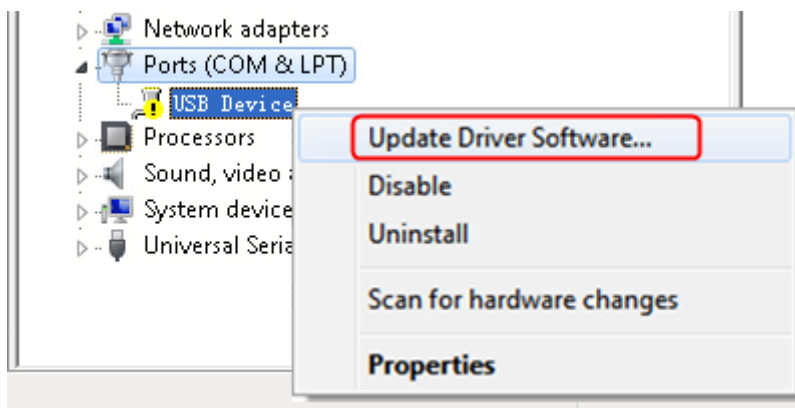 Network adapters
Ports (COM & LPT)
USB Device
Processors
Sound, video
System device
Universal Seria
Update Driver Software...
Disable
Uninstall
Scan for hardware changes
Properties